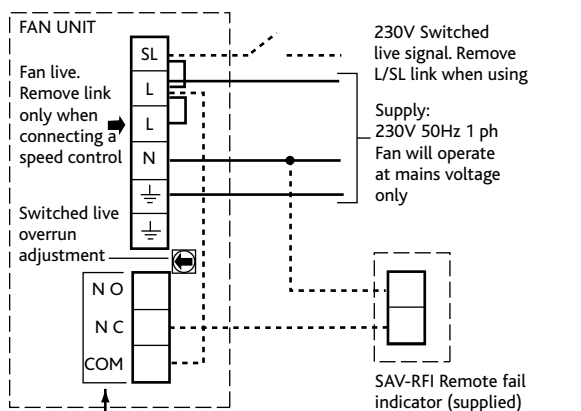 FAN UNIT
SL
L
L
N
Fan live.
Remove link
only when
connecting a
speed control
Switched live
overrun
adjustment
N O
N C
COM
230V Switched
live signal. Remove
L/SL link when using
Supply:
230V 50Hz 1 ph
Fan will operate
at mains voltage
only
SAV-RFI Remote fail
indicator (supplied)